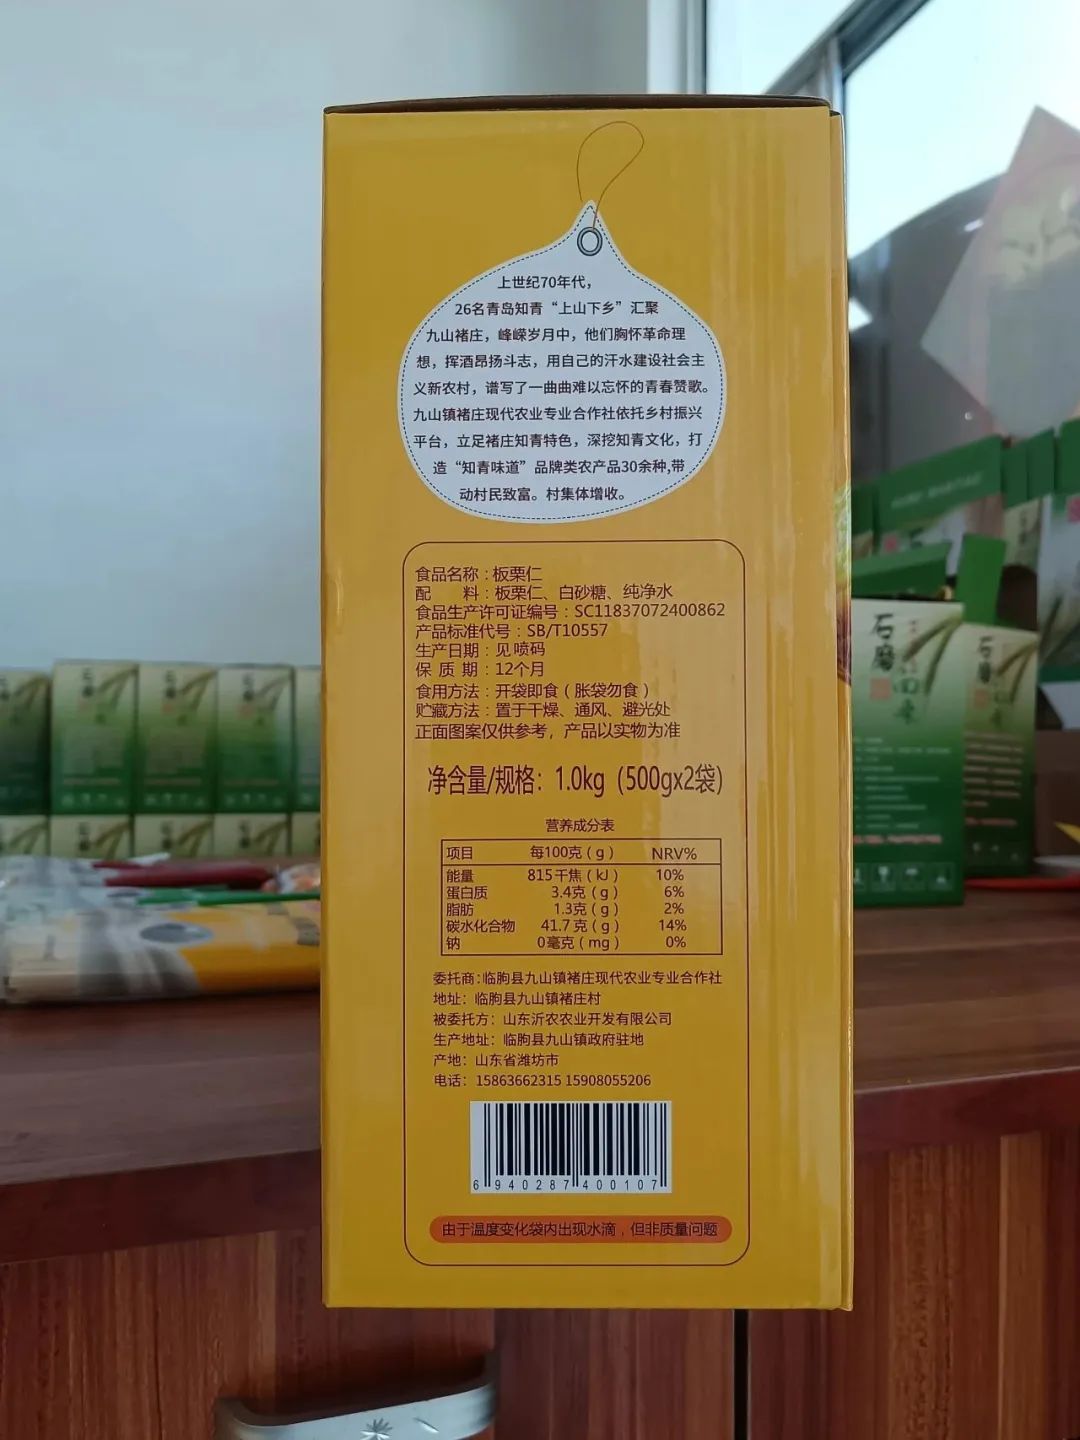 上世纪70年代，
26名青岛知青“上山下乡”汇聚
九山褚庄，峰嵘岁月中，他们胸怀革命理
想，挥洒昂扬斗志，用自己的汗水建设社会主
义新农村，谱写了一曲曲难以忘怀的青春赞歌。
九山镇褚庄现代农业专业合作社依托乡村振兴
平台，立足褚庄知青特色，深挖知青文化，打
造“知青味道”品牌类农产品30余种,带
动村民致富。村集体增收。
食品名称：板栗仁
配 料：板栗仁、白砂糖、纯净水
食品生产许可证编号：SC11837072400862
产品标准代号：SB/T10557
生产日期：见喷码
保 质 期：12个月
食用方法：开袋即食（胀袋勿食）
贮藏方法：置于干燥、通风、避光处
正面图案仅供参考，产品以实物为准
净含量/规格：1.0kg（500gx2袋）
营养成分表
项目 每100克（g） NRV%
能量 815千焦（kJ） 10%
蛋白质 3.4克（g） 6%
脂肪 1.3克（g） 2%
碳水化合物 41.7克（g） 14%
钠 0毫克（mg） 0%
委托商：临朐县九山镇褚庄现代农业专业合作社
地址：临朐县九山镇褚庄村
被委托方：山东沂农农业开发有限公司
生产地址：临朐县九山镇政府驻地
产地：山东省潍坊市
电话：15863662315 15908055206
6940287400107
由于温度变化袋内出现水滴，但非质量问题
石磨
石磨
石磨
石磨
石磨